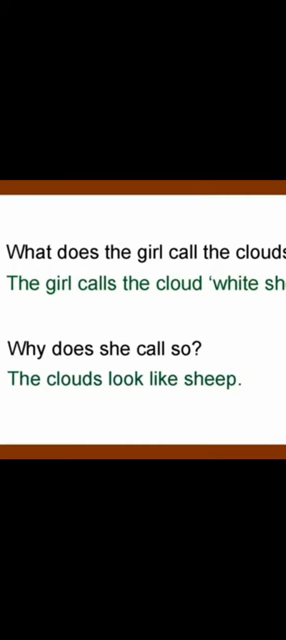 What does the girl call the clouds
The girl calls the cloud 'white sh
Why does she call so?
The clouds look like sheep.